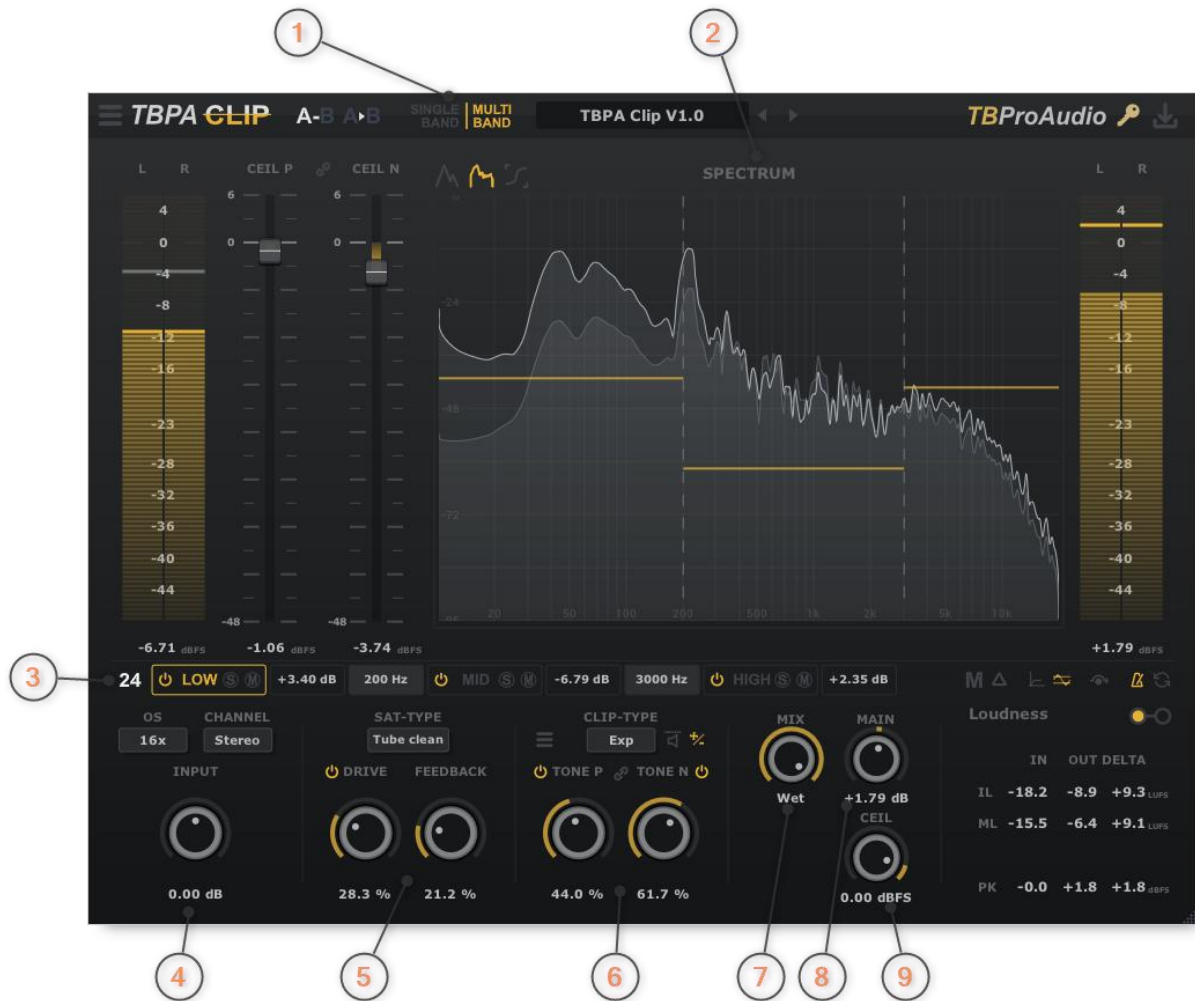 1
2
TBPA CLIP
A-B A▸B
SINGLE BAND | MULTI BAND
TBPA Clip V1.0
TBProAudio
L R
CEIL P
CEIL N
SPECTRUM
L R
6 6
4 4
0 0 0 0
-4 -4
-8 -8
-24
-12 -12
-16 -16
-48
-23 -23
-28 -28
-32 -32
-72
-36 -36
-40 -40
-44 -44
20 50 100 200 500 1k 2k 5k 10k
-48 -48 -96
-6.71 dBFS -1.06 dBFS -3.74 dBFS +1.79 dBFS
3
24 LOW S M +3.40 dB 200 Hz MID S M -6.79 dB 3000 Hz HIGH S M +2.35 dB M
OS CHANNEL SAT-TYPE CLIP-TYPE MIX MAIN Loudness
16x Stereo Tube clean Exp
INPUT DRIVE FEEDBACK TONE P TONE N
IN OUT DELTA
Wet +1.79 dB
IL -18.2 -8.9 +9.3 LUFS
CEIL
ML -15.5 -6.4 +9.1 LUFS
0.00 dB 28.3 % 21.2 % 44.0 % 61.7 % 0.00 dBFS
PK -0.0 +1.8 +1.8 dBFS
4 5 6 7 8 9